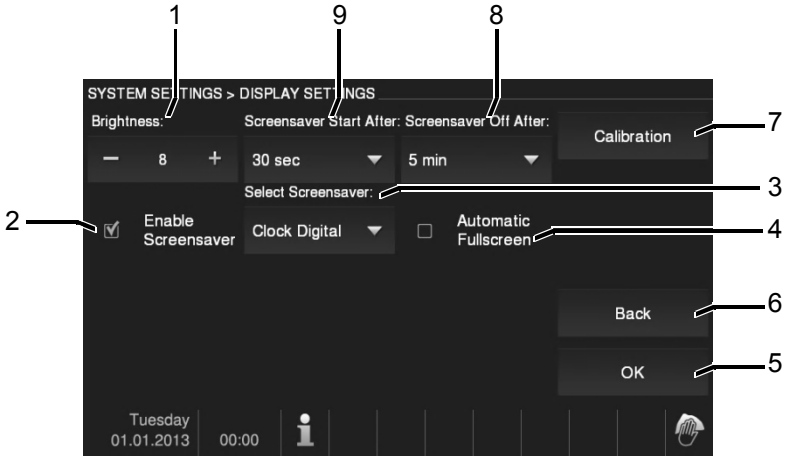 1 9 8
SYSTEM SETTINGS > DISPLAY SETTINGS
Brightness: Screensaver Start After: Screensaver Off After:
Calibration 7
— 8 + 30 sec 5 min
Select Screensaver: 3
2 Enable Screensaver Clock Digital Automatic Fullscreen 4
Back 6
OK 5
Tuesday
01.01.2013 00:00 i